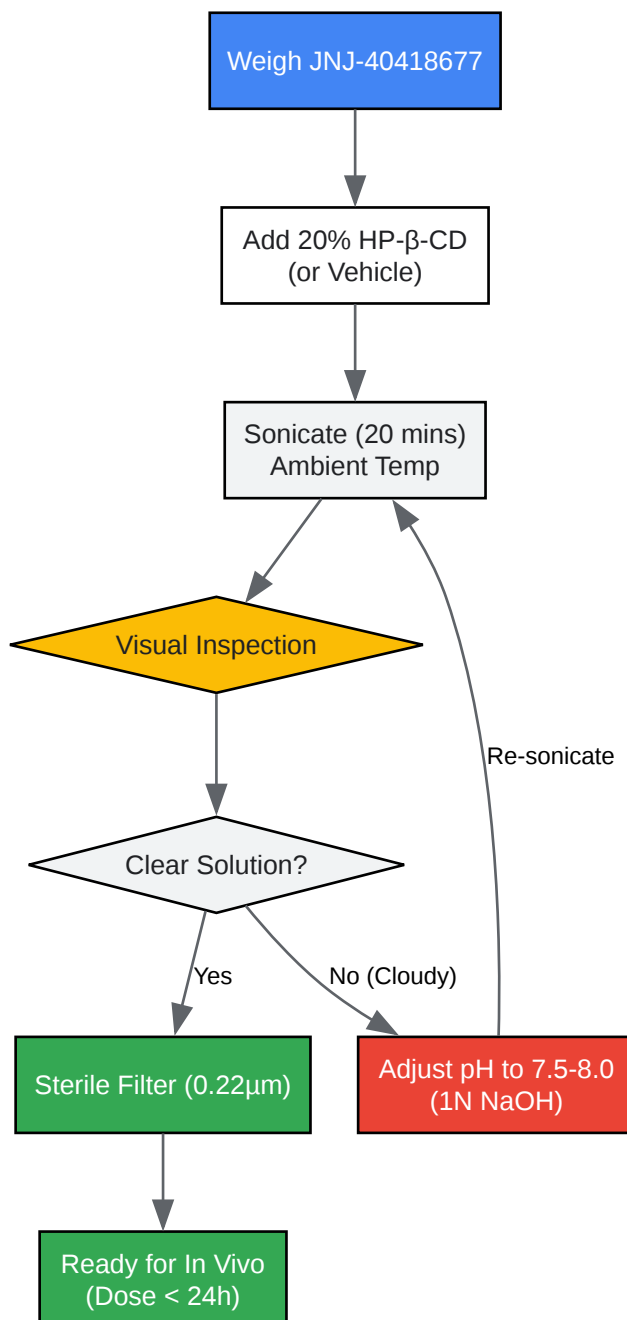 Weigh JNJ-40418677
Add 20% HP-β-CD
(or Vehicle)
Sonicate (20 mins)
Ambient Temp
Visual Inspection
Re-sonicate
Clear Solution?
Yes
No (Cloudy)
Sterile Filter (0.22µm)
Adjust pH to 7.5-8.0
(1N NaOH)
Ready for In Vivo
(Dose < 24h)